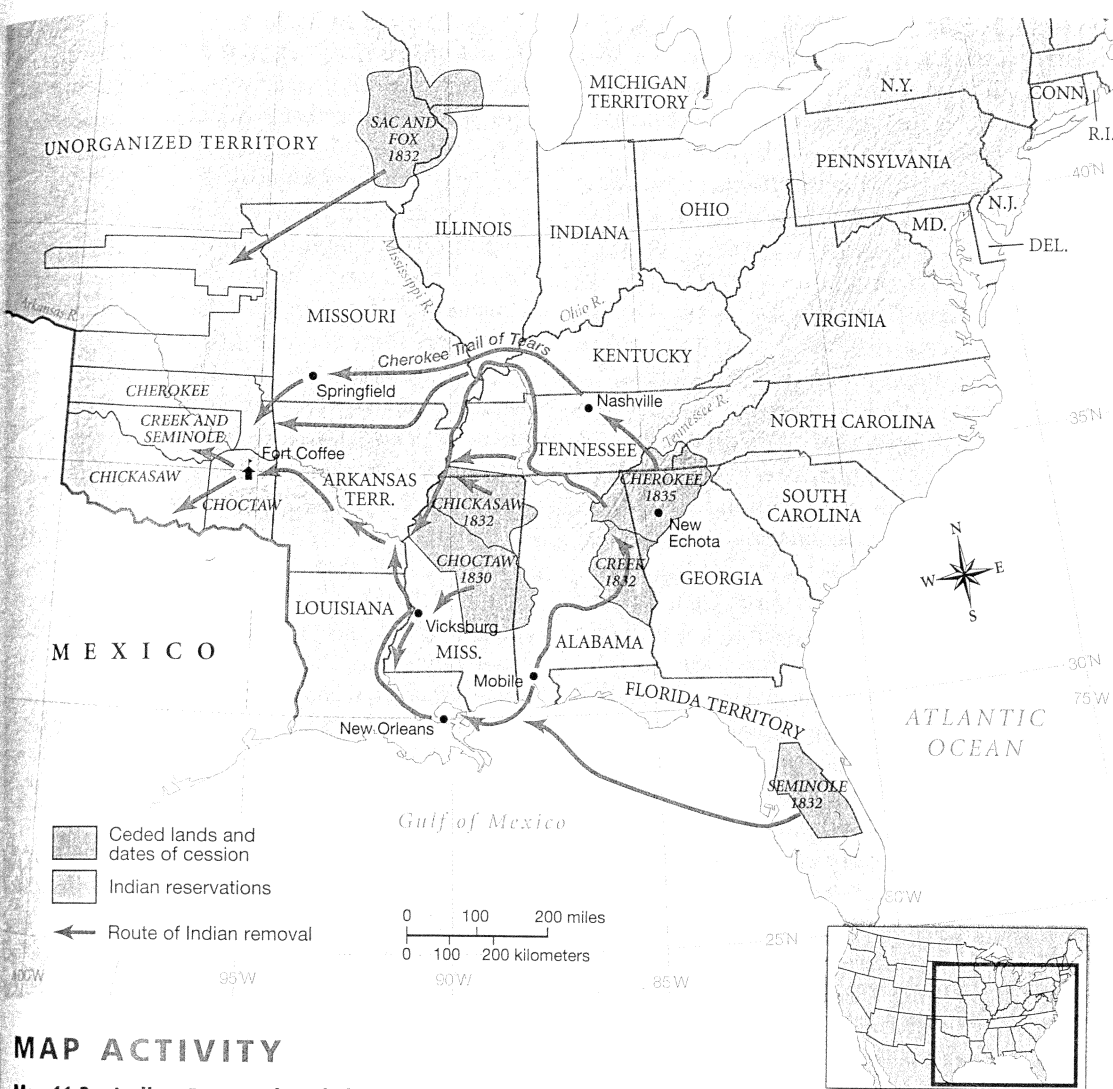 MICHIGAN
TERRITORY
N.Y.
CONN.
R.I.
SAC AND
FOX
1832
UNORGANIZED TERRITORY
PENNSYLVANIA
40°N
OHIO
N.J.
ILLINOIS
INDIANA
MD.
DEL.
Mississippi R.
Ohio R.
Arkansas R.
MISSOURI
VIRGINIA
Cherokee Trail of Tears
KENTUCKY
CHEROKEE
Springfield
Nashville
Tennessee R.
NORTH CAROLINA
35°N
CREEK AND
SEMINOLE
TENNESSEE
Fort Coffee
CHICKASAW
CHOCTAW
ARKANSAS
TERR.
CHEROKEE
1835
CHICKASAW
1832
SOUTH
CAROLINA
New
Echota
N
W
E
S
CHOCTAW
1830
CREEK
1832
GEORGIA
LOUISIANA
Vicksburg
MEXICO
MISS.
ALABAMA
30°N
75°W
Mobile
FLORIDA TERRITORY
New Orleans
ATLANTIC
OCEAN
SEMINOLE
1832
Gulf of Mexico
Ceded lands and
dates of cession
Indian reservations
Route of Indian removal
0 100 200 miles
0 100 200 kilometers
80°W
25°N
100°W
95°W
90°W
85°W
MAP ACTIVITY